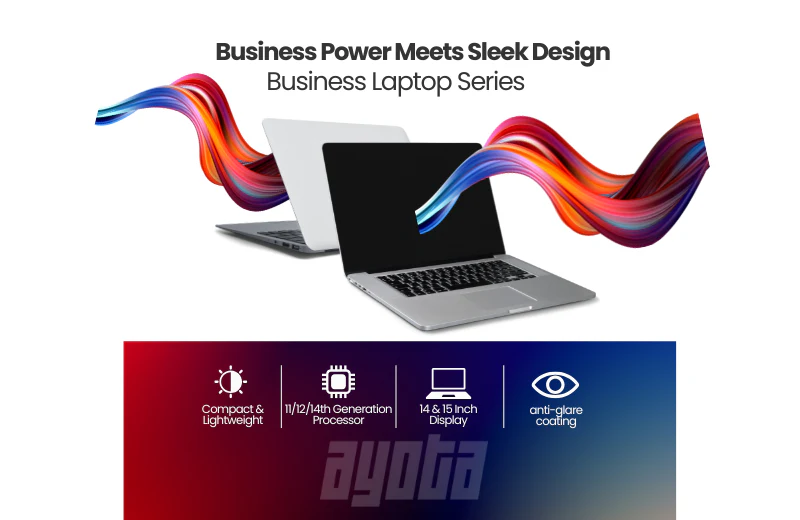 Business Power Meets Sleek Design
Business Laptop Series
Compact &
Lightweight
11/12/14th Generation
Processor
14 & 15 Inch
Display
anti-glare
coating
ayota